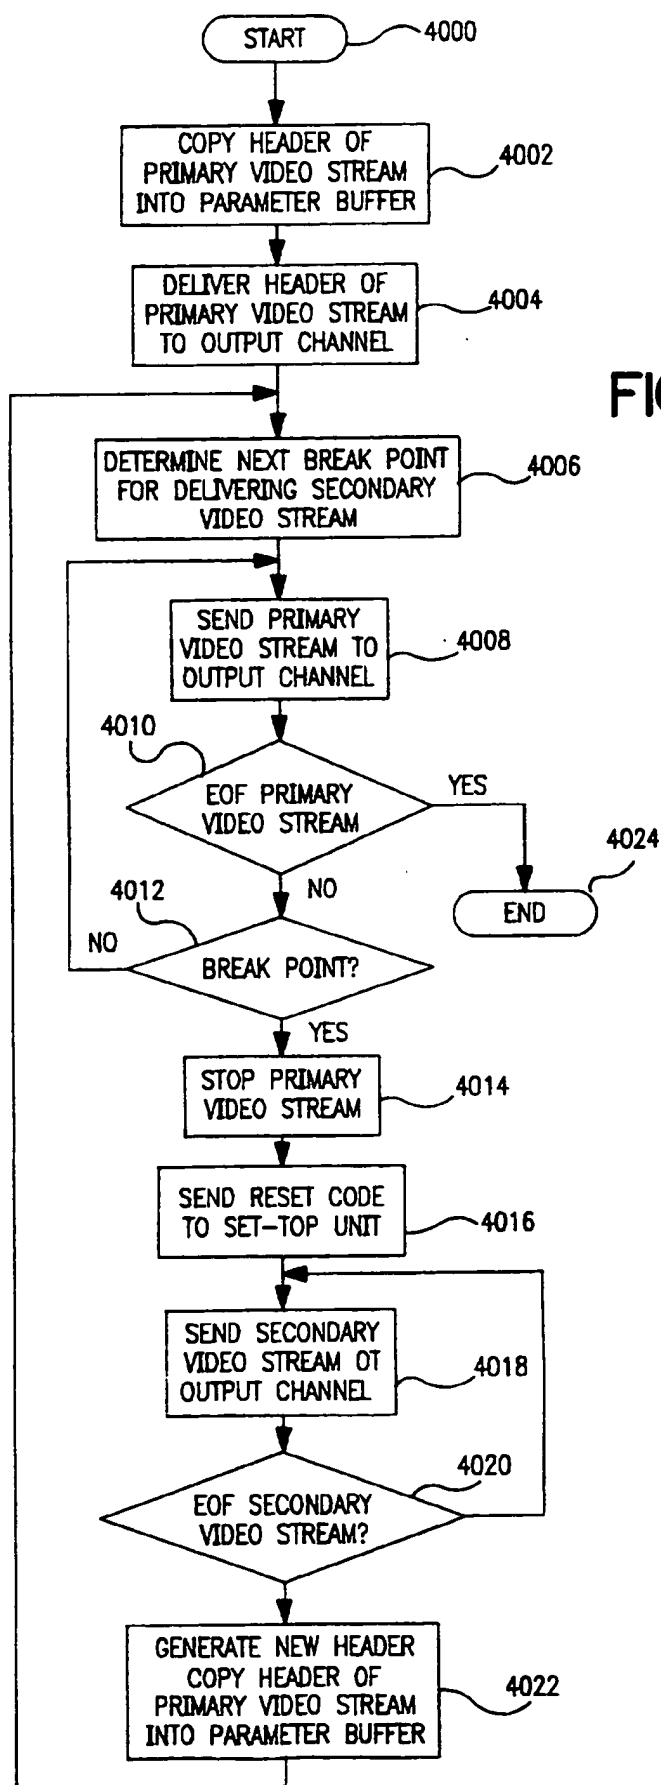 START
4000
COPY HEADER OF
PRIMARY VIDEO STREAM
INTO PARAMETER BUFFER
4002
DELIVER HEADER OF
PRIMARY VIDEO STREAM
TO OUTPUT CHANNEL
4004
FIG
DETERMINE NEXT BREAK POINT
FOR DELIVERING SECONDARY
VIDEO STREAM
4006
SEND PRIMARY
VIDEO STREAM TO
OUTPUT CHANNEL
4008
4010
EOF PRIMARY
VIDEO STREAM
YES
4024
END
NO
4012
NO
BREAK POINT?
YES
STOP PRIMARY
VIDEO STREAM
4014
SEND RESET CODE
TO SET-TOP UNIT
4016
SEND SECONDARY
VIDEO STREAM OT
OUTPUT CHANNEL
4018
4020
EOF SECONDARY
VIDEO STREAM?
GENERATE NEW HEADER
COPY HEADER OF
PRIMARY VIDEO STREAM
INTO PARAMETER BUFFER
4022